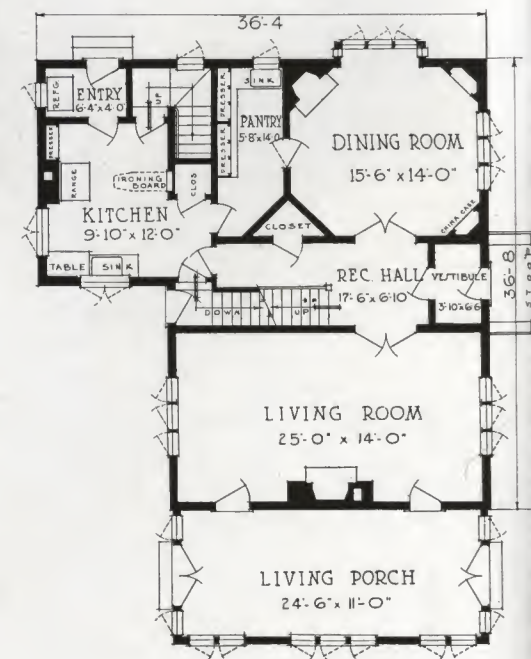 36'-4
REFG.
ENTRY
6'-4"x4'-0"
UP
DRESSER
DRESSER
SINK
PANTRY
5'-8"x14'-0
DINING ROOM
15'-6" x 14'-0"
CHINA CASE
DRESSER
RANGE
IRONING
BOARD
CLOS
KITCHEN
9'-10" x 12'-0"
TABLE
SINK
CLOSET
REC. HALL
17'-6"x6'-10"
VESTIBULE
3'-10"x6'6
36'-8
DOWN
UP
LIVING ROOM
25'-0" x 14'-0"
LIVING PORCH
24'-6"x 11'-0"